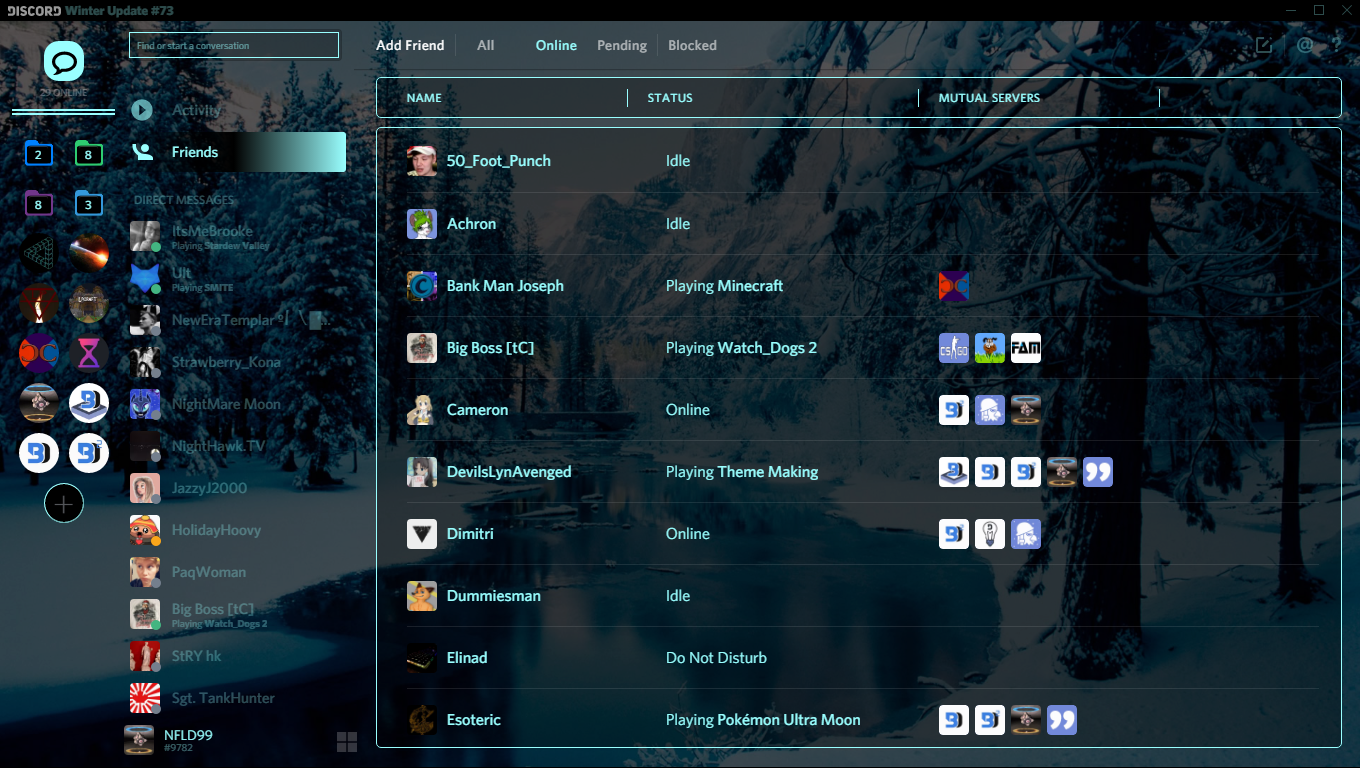 DISCORD Winter Update #73
29 ONLINE
Find or start a conversation
Add Friend
All
Online
Pending
Blocked
@
?
Activity
Friends
DIRECT MESSAGES
ItsMeBrooke
Playing Stardew Valley
Ult
Playing SMITE
NewEraTemplar
Strawberry_Kona
NightMare Moon
NightHawk.TV
JazzyJ2000
HolidayHoovy
PaqWoman
Big Boss [tC]
Playing Watch_Dogs 2
StRY hk
Sgt. TankHunter
NFLD99
#9782
2
8
8
3
NAME STATUS MUTUAL SERVERS
50_Foot_Punch Idle
Achron Idle
Bank Man Joseph Playing Minecraft
Big Boss [tC] Playing Watch_Dogs 2 CS GO FAM
Cameron Online
DevilsLynAvenged Playing Theme Making
Dimitri Online
Dummiesman Idle
Elinad Do Not Disturb
Esoteric Playing Pokémon Ultra Moon